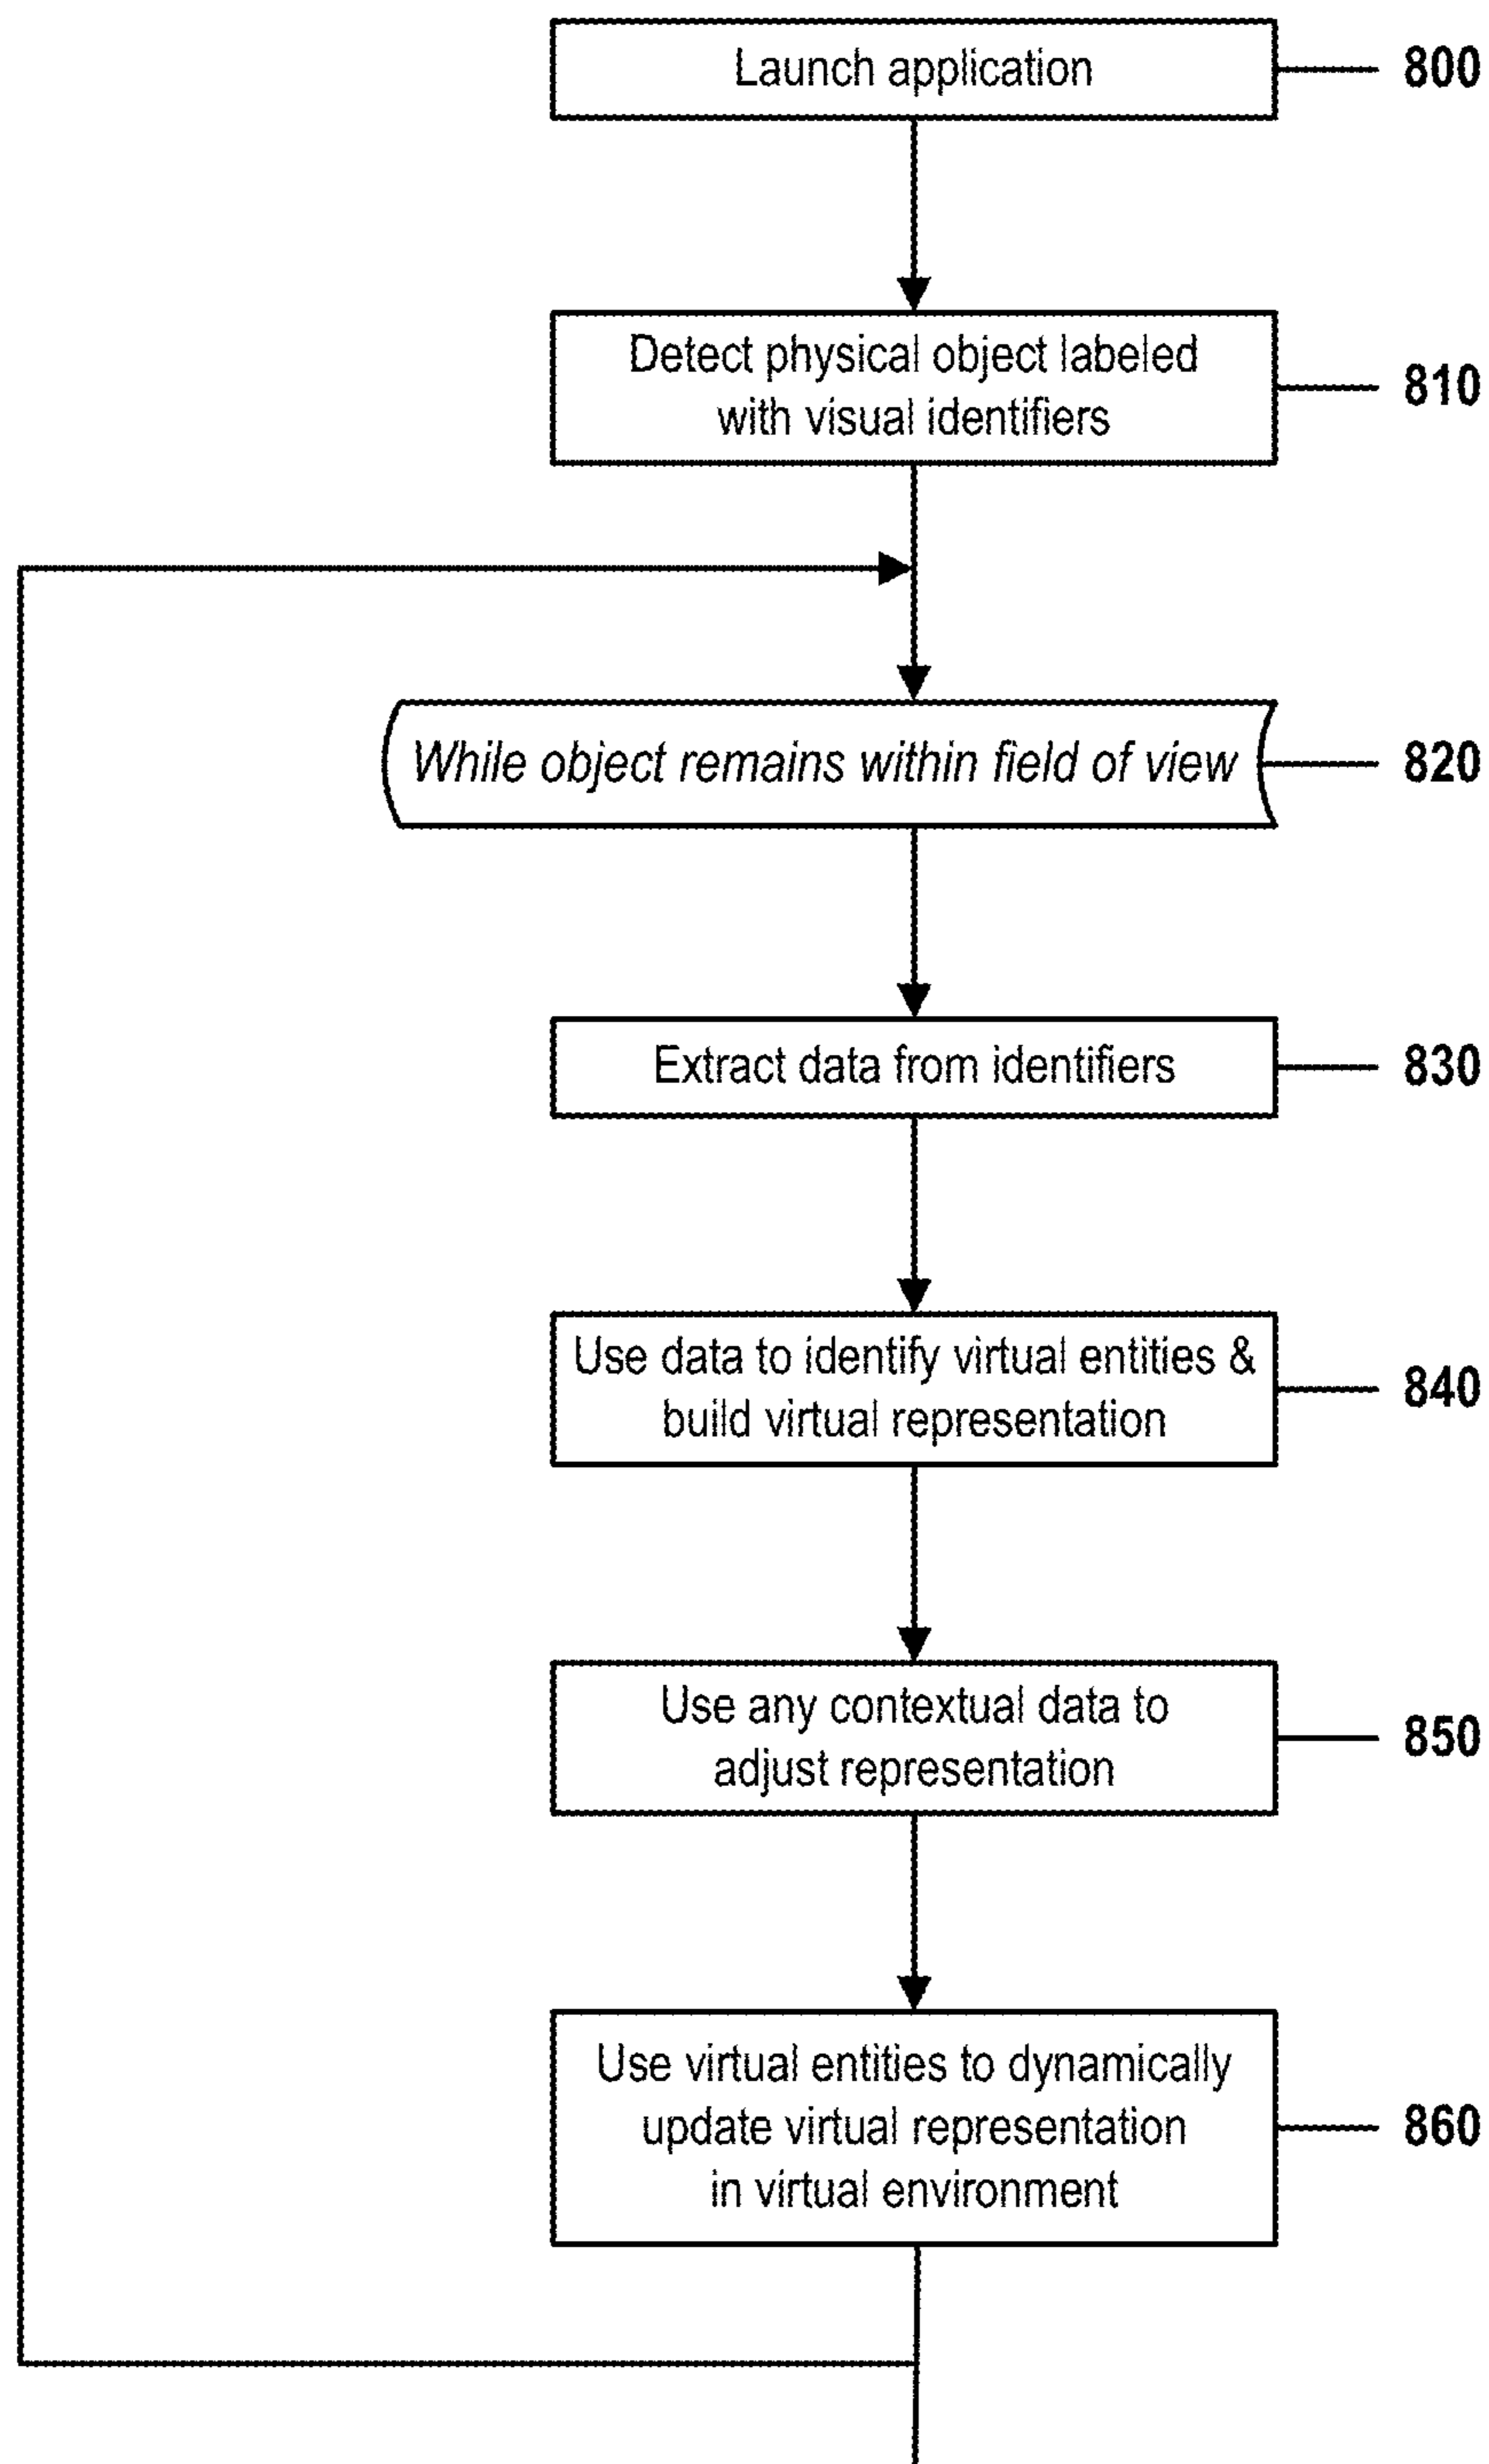 Launch application
800
Detect physical object labeled
with visual identifiers
810
While object remains within field of view
820
Extract data from identifiers
830
Use data to identify virtual entities &
build virtual representation
840
Use any contextual data to
adjust representation
850
Use virtual entities to dynamically
update virtual representation
in virtual environment
860